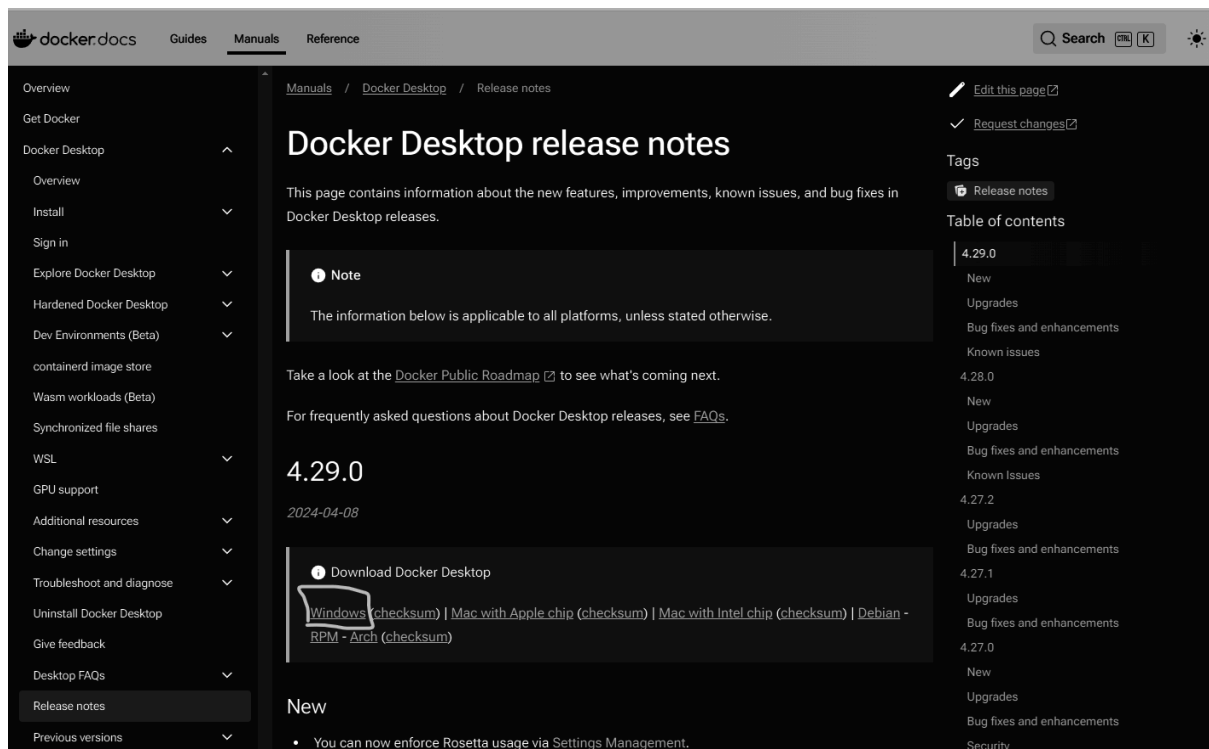 docker.docs
Guides
Manuals
Reference
Search CTRL K
Overview
Get Docker
Docker Desktop
Overview
Install
Sign in
Explore Docker Desktop
Hardened Docker Desktop
Dev Environments (Beta)
containerd image store
Wasm workloads (Beta)
Synchronized file shares
WSL
GPU support
Additional resources
Change settings
Troubleshoot and diagnose
Uninstall Docker Desktop
Give feedback
Desktop FAQs
Release notes
Previous versions
Manuals / Docker Desktop / Release notes
Docker Desktop release notes
This page contains information about the new features, improvements, known issues, and bug fixes in
Docker Desktop releases.
Note
The information below is applicable to all platforms, unless stated otherwise.
Take a look at the Docker Public Roadmap to see what's coming next.
For frequently asked questions about Docker Desktop releases, see FAQs.
4.29.0
2024-04-08
Download Docker Desktop
Windows (checksum) | Mac with Apple chip (checksum) | Mac with Intel chip (checksum) | Debian -
RPM - Arch (checksum)
New
• You can now enforce Rosetta usage via Settings Management.
Edit this page
Request changes
Tags
Release notes
Table of contents
4.29.0
New
Upgrades
Bug fixes and enhancements
Known issues
4.28.0
New
Upgrades
Bug fixes and enhancements
Known Issues
4.27.2
Upgrades
Bug fixes and enhancements
4.27.1
Upgrades
Bug fixes and enhancements
4.27.0
New
Upgrades
Bug fixes and enhancements
Security